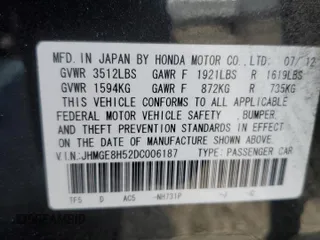 MFD. IN JAPAN BY HONDA MOTOR CO., LTD: 07/12
GVWR 3512LBS GAWR F 1921LBS R 1619LBS
GVWR 1594KG GAWR F 872KG R 735KG
THIS VEHICLE CONFORMS TO ALL APPLICABLE
FEDERAL MOTOR VEHICLE SAFETY, BUMPER,
AND THEFT PREVENTION STANDARDS IN EFFECT ON
THE DATE OF MANUFACTURE SHOWN ABOVE.
V.I.N.: JHMGE8H52DC006187 TYPE: PASSENGER CAR
TF5 D AC5 NH731P